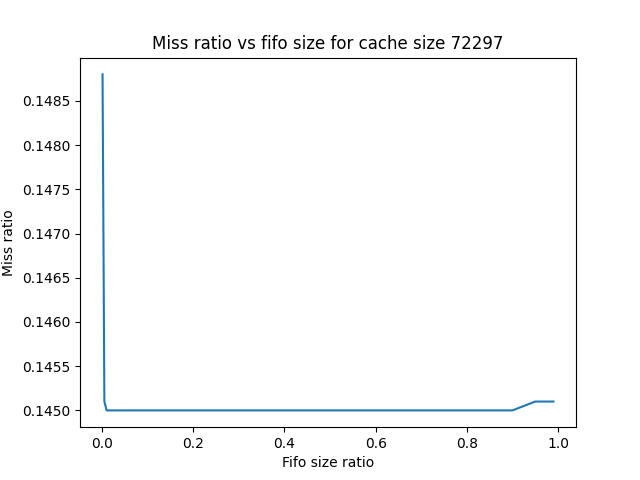 Miss ratio vs fifo size for cache size 72297
Miss ratio
0.1485
0.1480
0.1475
0.1470
0.1465
0.1460
0.1455
0.1450
0.0 0.2 0.4 0.6 0.8 1.0
Fifo size ratio